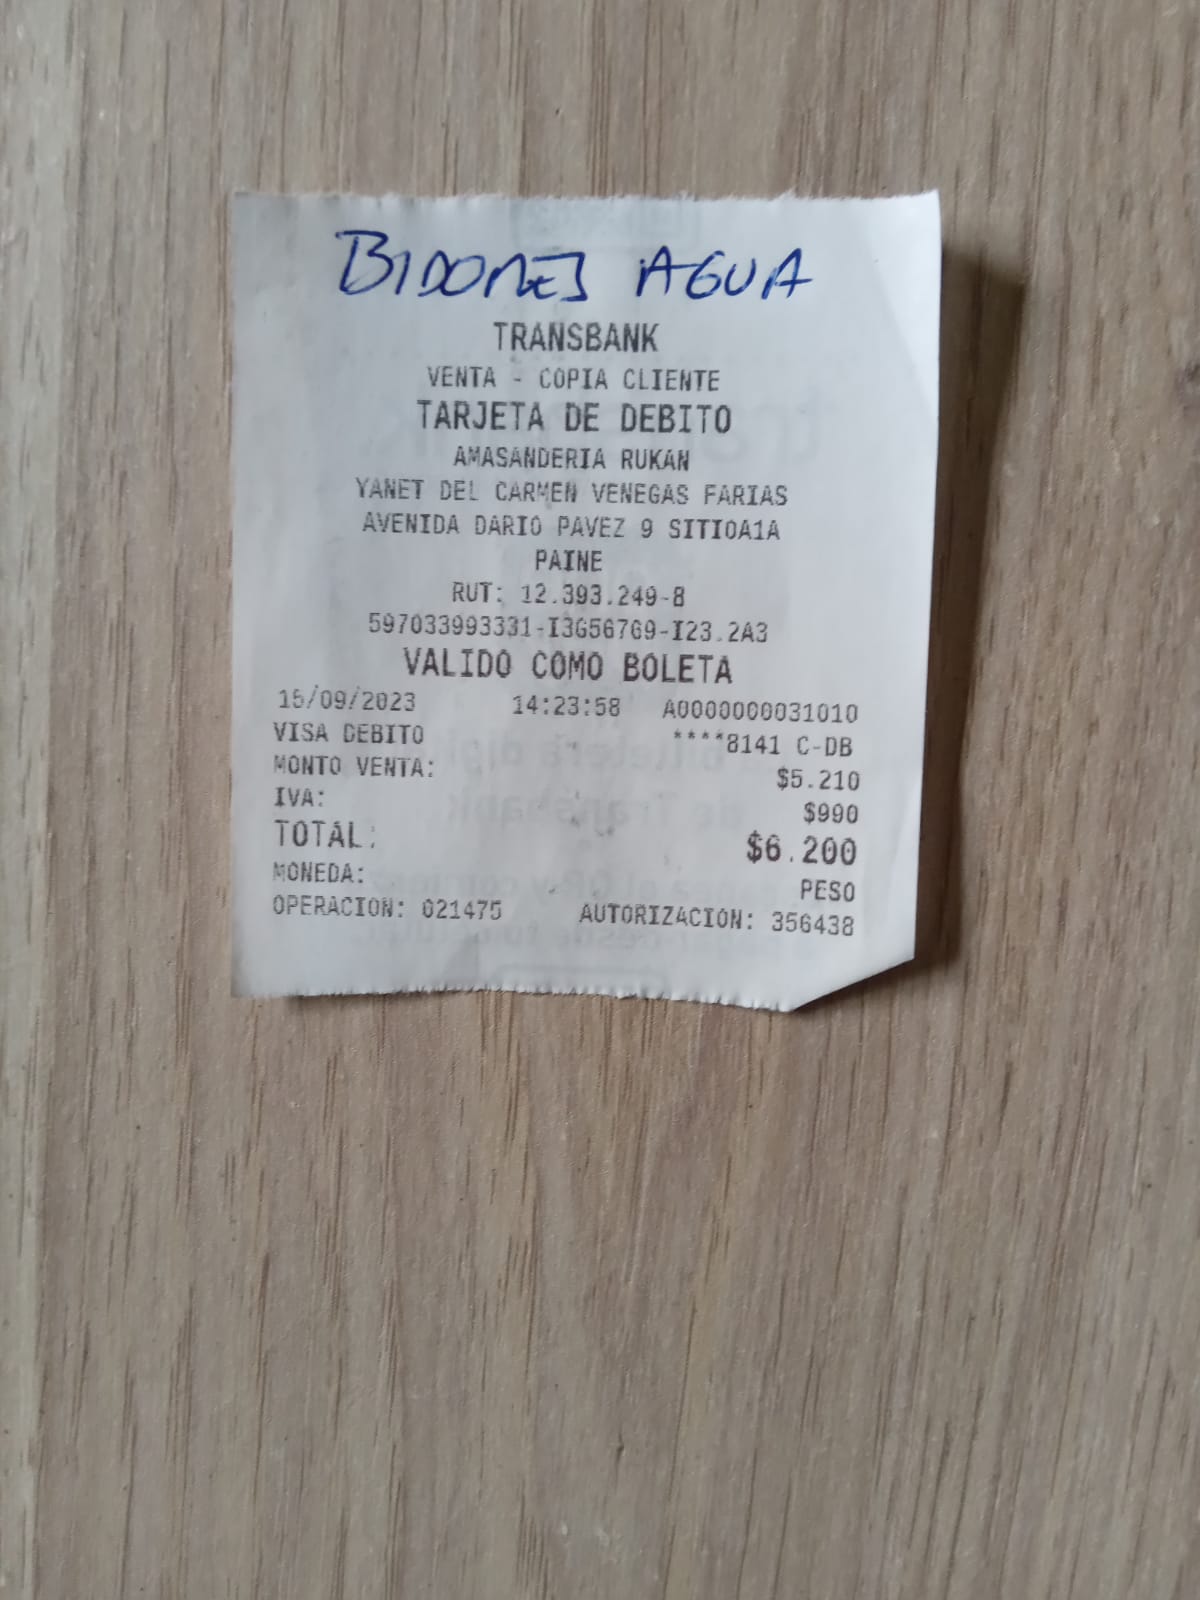 BIDONES AGUA
TRANSBANK
VENTA - COPIA CLIENTE
TARJETA DE DEBITO
AMASANDERIA RUKAN
YANET DEL CARMEN VENEGAS FARIAS
AVENIDA DARIO PAVEZ 9 SITIOA1A
PAINE
RUT: 12.393.249-8
597033993331-I3G56769-I23.2A3
VALIDO COMO BOLETA
14:23:58 A0000000031010
VISA DEBITO ****8141 C-DB
MONTO VENTA: $5.210
IVA: $990
TOTAL: $6.200
MONEDA: PESO
OPERACION: 021475 AUTORIZACION: 356438